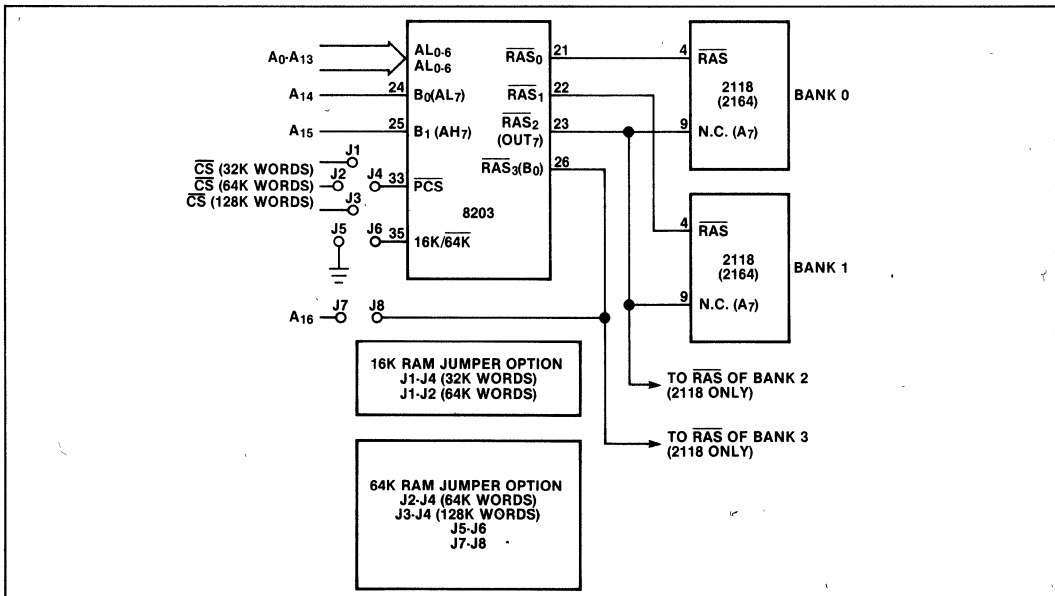 A0-A13
AL0-6
AL0-6
A14
24
B0(AL7)
A15
25
B1 (AH7)
CS (32K WORDS)
J1
CS (64K WORDS)
J2
J4
33
PCS
CS (128K WORDS)
J3
8203
J5
J6
35
16K/64K
A16
J7
J8
RAS0
21
RAS1
22
RAS2
(OUT7)
23
RAS3(B0)
26
4
RAS
2118
(2164)
9
N.C. (A7)
BANK 0
4
RAS
2118
(2164)
9
N.C. (A7)
BANK 1
TO RAS OF BANK 2
(2118 ONLY)
TO RAS OF BANK 3
(2118 ONLY)
16K RAM JUMPER OPTION
J1-J4 (32K WORDS)
J1-J2 (64K WORDS)
64K RAM JUMPER OPTION
J2-J4 (64K WORDS)
J3-J4 (128K WORDS)
J5-J6
J7-J8